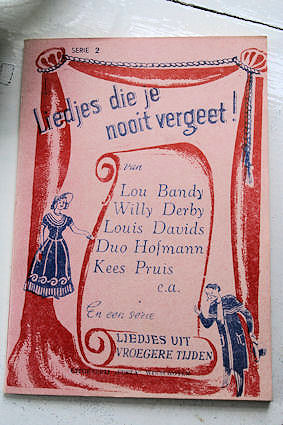 SERIE 2
Liedjes die je
nooit vergeet!
van
Lou Bandy
Willy Derby
Louis Davids
Duo Hofmann
Kees Pruis
e.a.
En een serie
LIEDJES UIT
VROEGERE TIJDEN